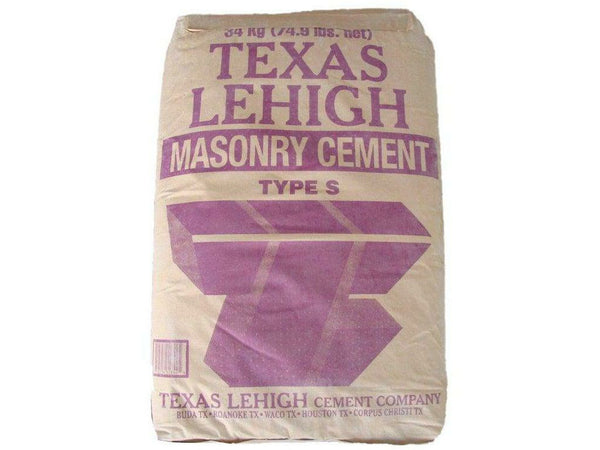 34 kg (74.9 lbs. net)
TEXAS
LEHIGH
MASONRY CEMENT
TYPE S
TEXAS LEHIGH CEMENT COMPANY
BUDA TX • ROANOKE TX • WACO TX • HOUSTON TX • CORPUS CHRISTI TX